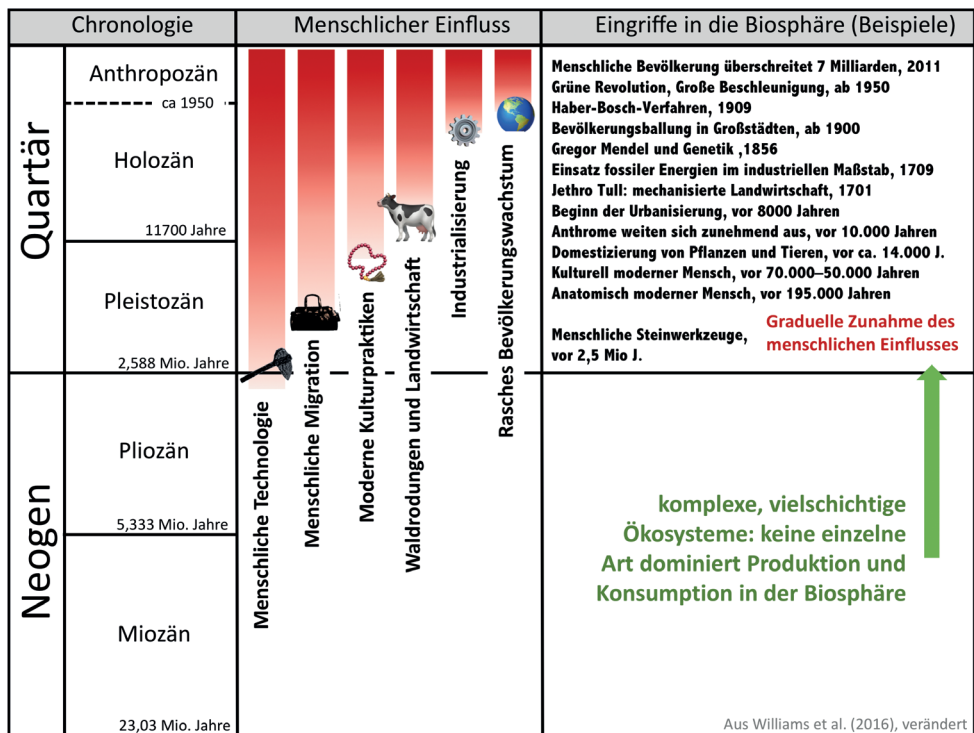 Chronologie
Menschlicher Einfluss
Eingriffe in die Biosphäre (Beispiele)
Quartär
Anthropozän
ca 1950
Holozän
11700 Jahre
Pleistozän
2,588 Mio. Jahre
Neogen
Pliozän
5,333 Mio. Jahre
Miozän
23,03 Mio. Jahre
Menschliche Technologie
Menschliche Migration
Moderne Kulturpraktiken
Waldrodungen und Landwirtschaft
Industrialisierung
Rasches Bevölkerungswachstum
Menschliche Bevölkerung überschreitet 7 Milliarden, 2011
Grüne Revolution, Große Beschleunigung, ab 1950
Haber-Bosch-Verfahren, 1909
Bevölkerungsballung in Großstädten, ab 1900
Gregor Mendel und Genetik ,1856
Einsatz fossiler Energien im industriellen Maßstab, 1709
Jethro Tull: mechanisierte Landwirtschaft, 1701
Beginn der Urbanisierung, vor 8000 Jahren
Anthrome weiten sich zunehmend aus, vor 10.000 Jahren
Domestizierung von Pflanzen und Tieren, vor ca. 14.000 J.
Kulturell moderner Mensch, vor 70.000–50.000 Jahren
Anatomisch moderner Mensch, vor 195.000 Jahren
Menschliche Steinwerkzeuge,
vor 2,5 Mio J.
Graduelle Zunahme des
menschlichen Einflusses
komplexe, vielschichtige
Ökosysteme: keine einzelne
Art dominiert Produktion und
Konsumption in der Biosphäre
Aus Williams et al. (2016), verändert